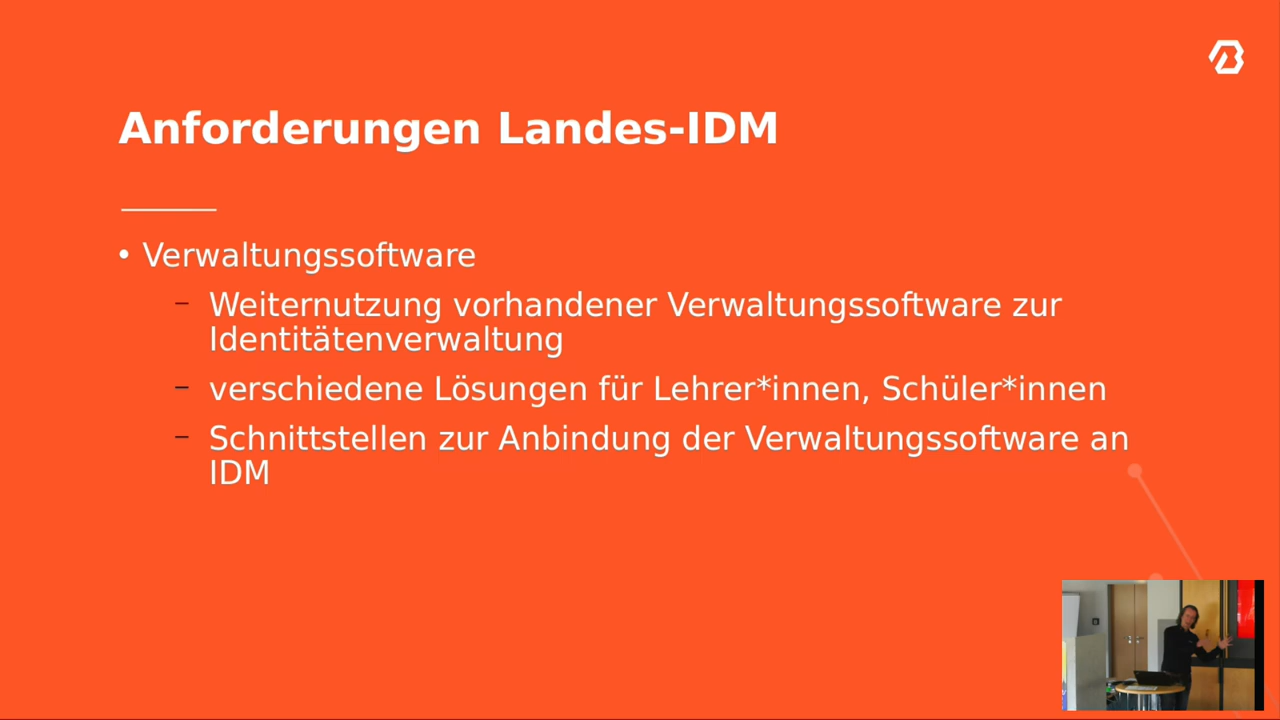 Anforderungen Landes-IDM
• Verwaltungssoftware
– Weiternutzung vorhandener Verwaltungssoftware zur
Identitätenverwaltung
– verschiedene Lösungen für Lehrer*innen, Schüler*innen
– Schnittstellen zur Anbindung der Verwaltungssoftware an
IDM